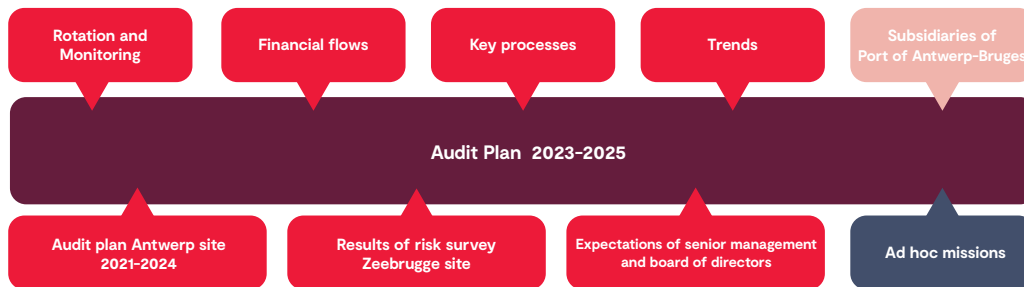 Rotation and
Monitoring
Financial flows
Key processes
Trends
Subsidiaries of
Port of Antwerp-Bruges
Audit Plan 2023-2025
Audit plan Antwerp site
2021-2024
Results of risk survey
Zeebrugge site
Expectations of senior management
and board of directors
Ad hoc missions